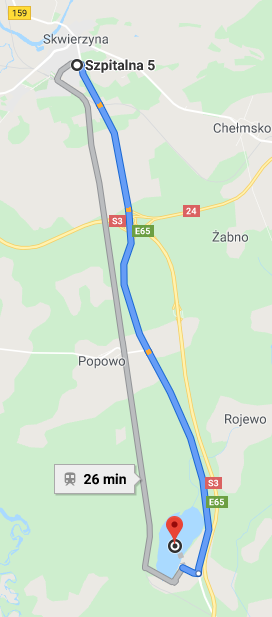 159
Skwierzyna
Szpitalna 5
Chełmsko
24
S3
E65
Żabno
Popowo
Rojewo
26 min
S3
E65